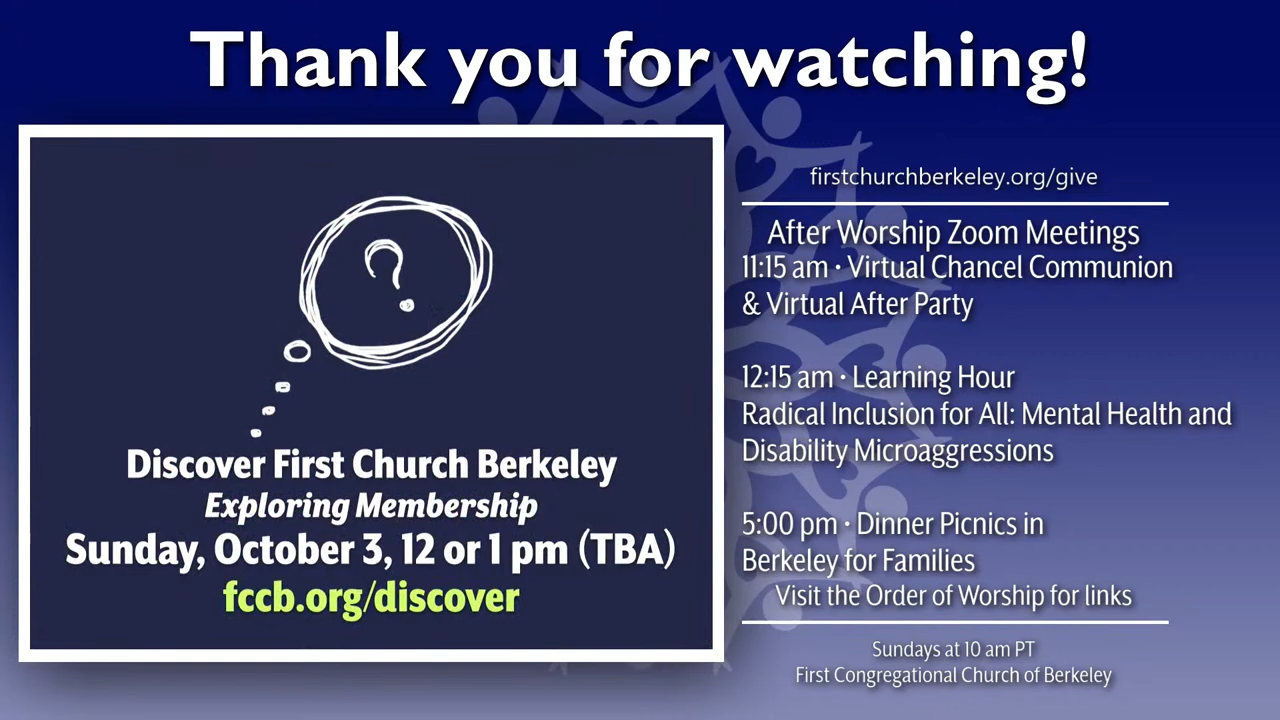 Thank you for watching!
?
Discover First Church Berkeley
Exploring Membership
Sunday, October 3, 12 or 1 pm (TBA)
fccb.org/discover
firstchurchberkeley.org/give
After Worship Zoom Meetings
11:15 am · Virtual Chancel Communion
& Virtual After Party
12:15 am · Learning Hour
Radical Inclusion for All: Mental Health and
Disability Microaggressions
5:00 pm · Dinner Picnics in
Berkeley for Families
Visit the Order of Worship for links
Sundays at 10 am PT
First Congregational Church of Berkeley